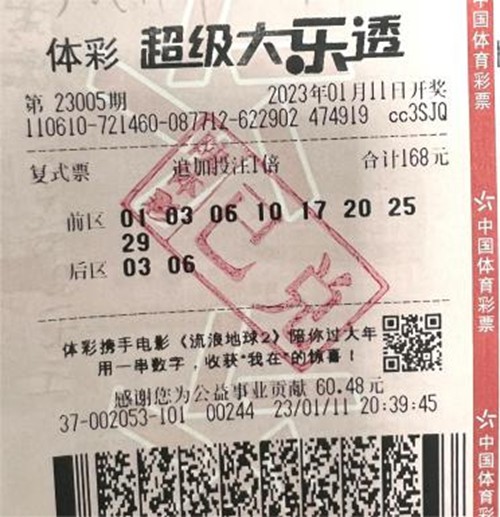 体彩 超级大乐透
第 23005期 2023年01月11日开奖
110610-721460-087712-622902 474919 cc3SJQ
复式票 追加投注1倍 合计168元
前区 01 03 06 10 17 20 25
29
后区 03 06
已兑
体彩携手电影《流浪地球2》陪你过大年
用一串数字，收获“我在”的惊喜！
感谢您为公益事业贡献 60.48元
37-002053-101 00244 23/01/11 20:39:45
中国体育彩票
中国体育彩票
中国体育彩票